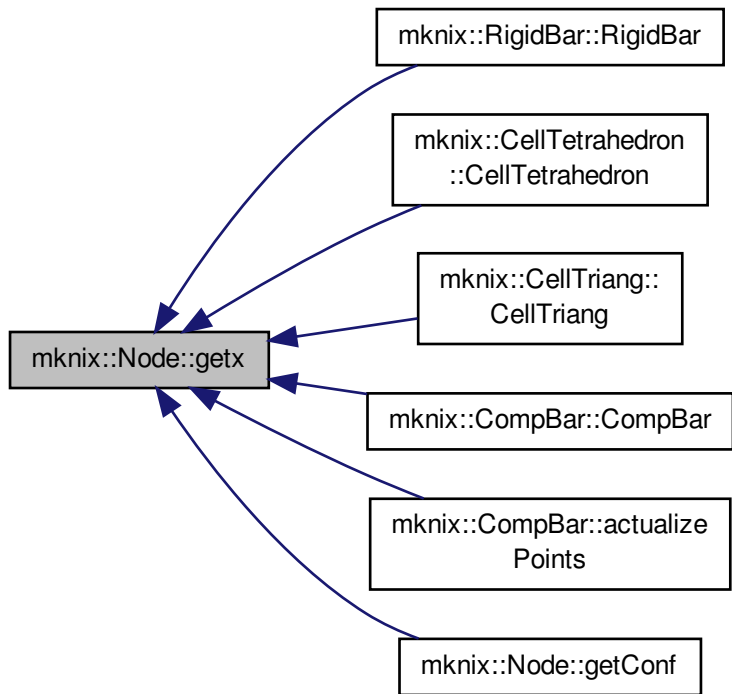 mknix::RigidBar::RigidBar
mknix::CellTetrahedron
::CellTetrahedron
mknix::CellTriang::
CellTriang
mknix::Node::getx
mknix::CompBar::CompBar
mknix::CompBar::actualize
Points
mknix::Node::getConf